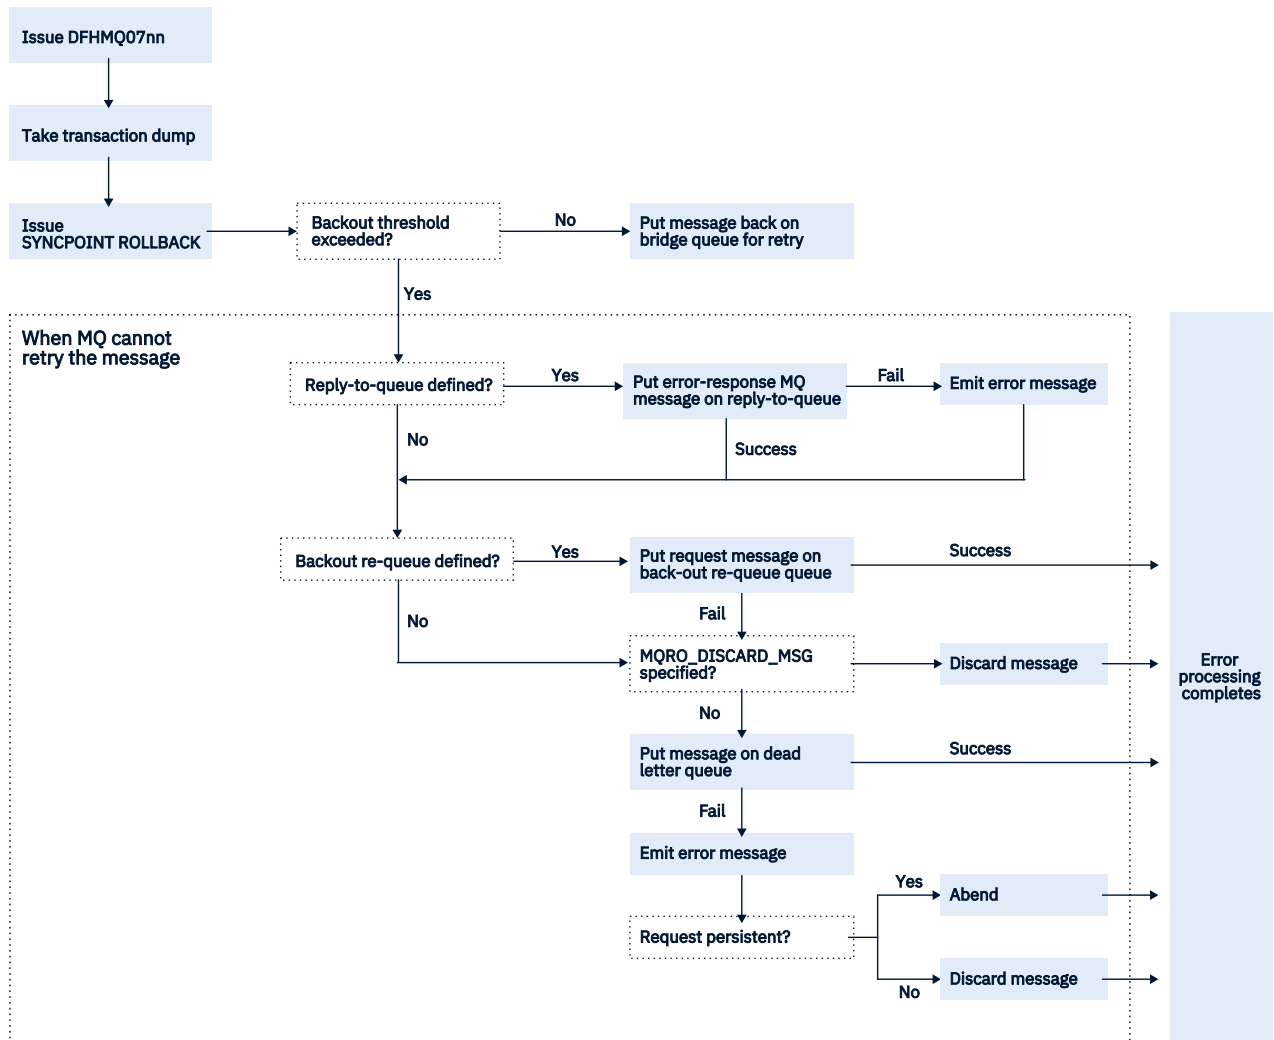 Issue DFHMQ07nn
Take transaction dump
Issue
SYNCPOINT ROLLBACK
Backout threshold
exceeded?
No
Put message back on
bridge queue for retry
Yes
When MQ cannot
retry the message
Reply-to-queue defined?
Yes
Put error-response MQ
message on reply-to-queue
Fail
Emit error message
No
Success
Backout re-queue defined?
Yes
Put request message on
back-out re-queue queue
Success
No
Fail
MQRO_DISCARD_MSG
specified?
Discard message
Error
processing
completes
No
Put message on dead
letter queue
Success
Fail
Emit error message
Request persistent?
Yes
Abend
No
Discard message